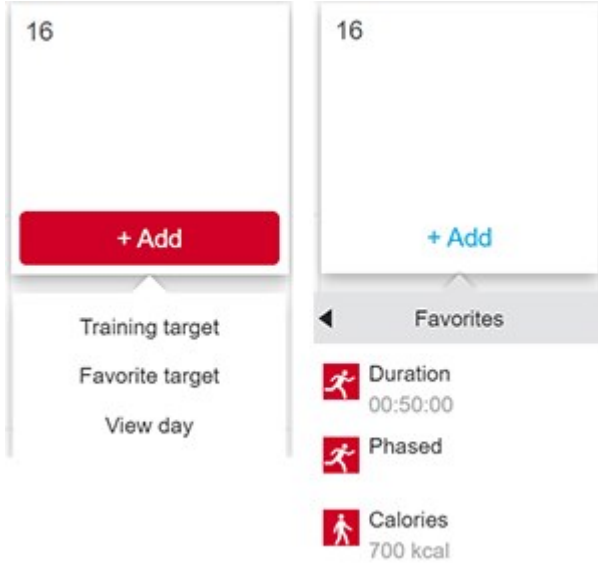 16
+ Add
Training target
Favorite target
View day
16
+ Add
Favorites
Duration
00:50:00
Phased
Calories
700 kcal